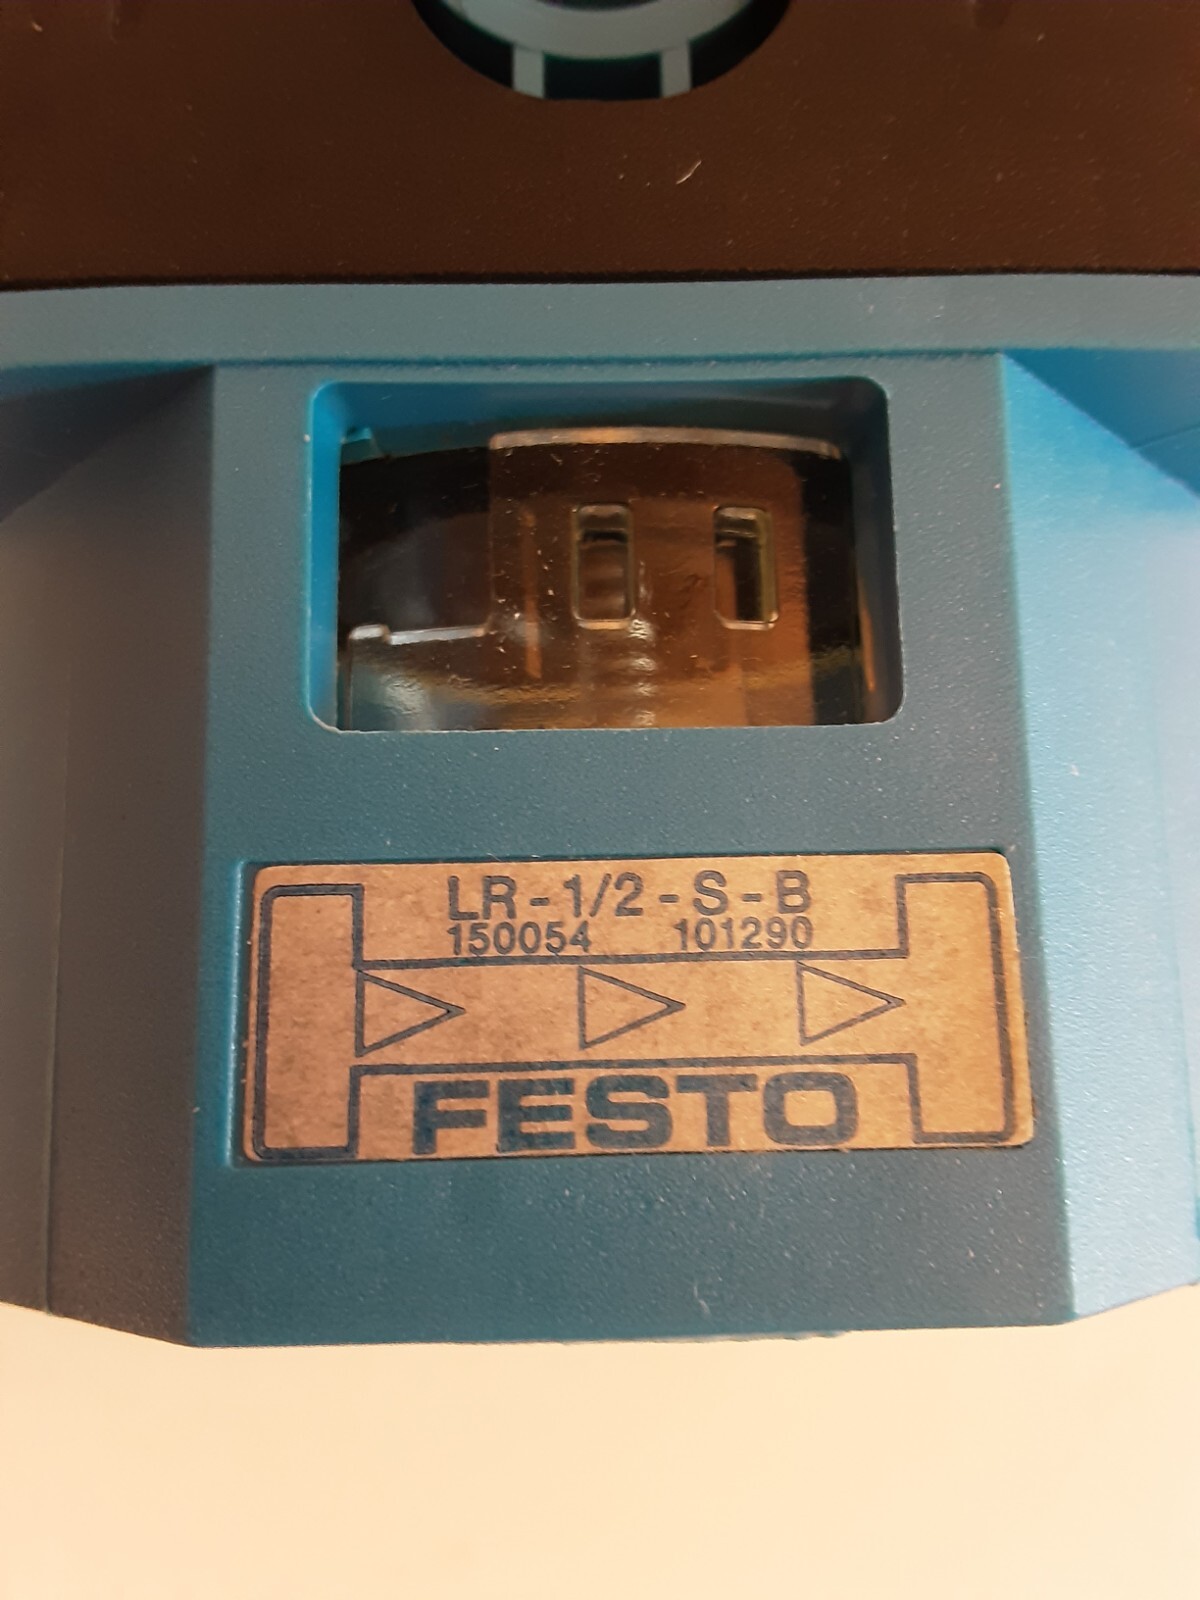 LR - 1/2 - S - B
150054 101290
FESTO